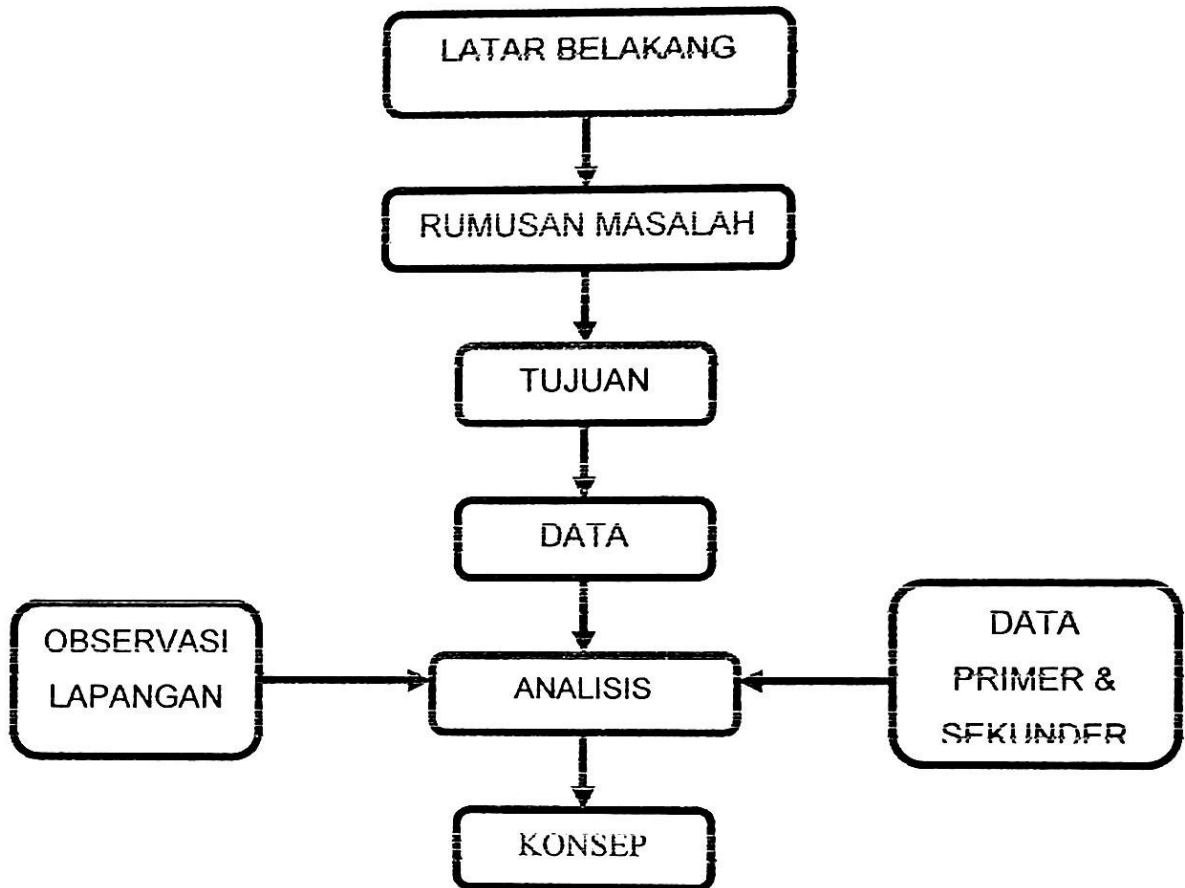 LATAR BELAKANG
RUMUSAN MASALAH
TUJUAN
DATA
OBSERVASI
LAPANGAN
ANALISIS
DATA
PRIMER &
SEKUNDER
KONSEP